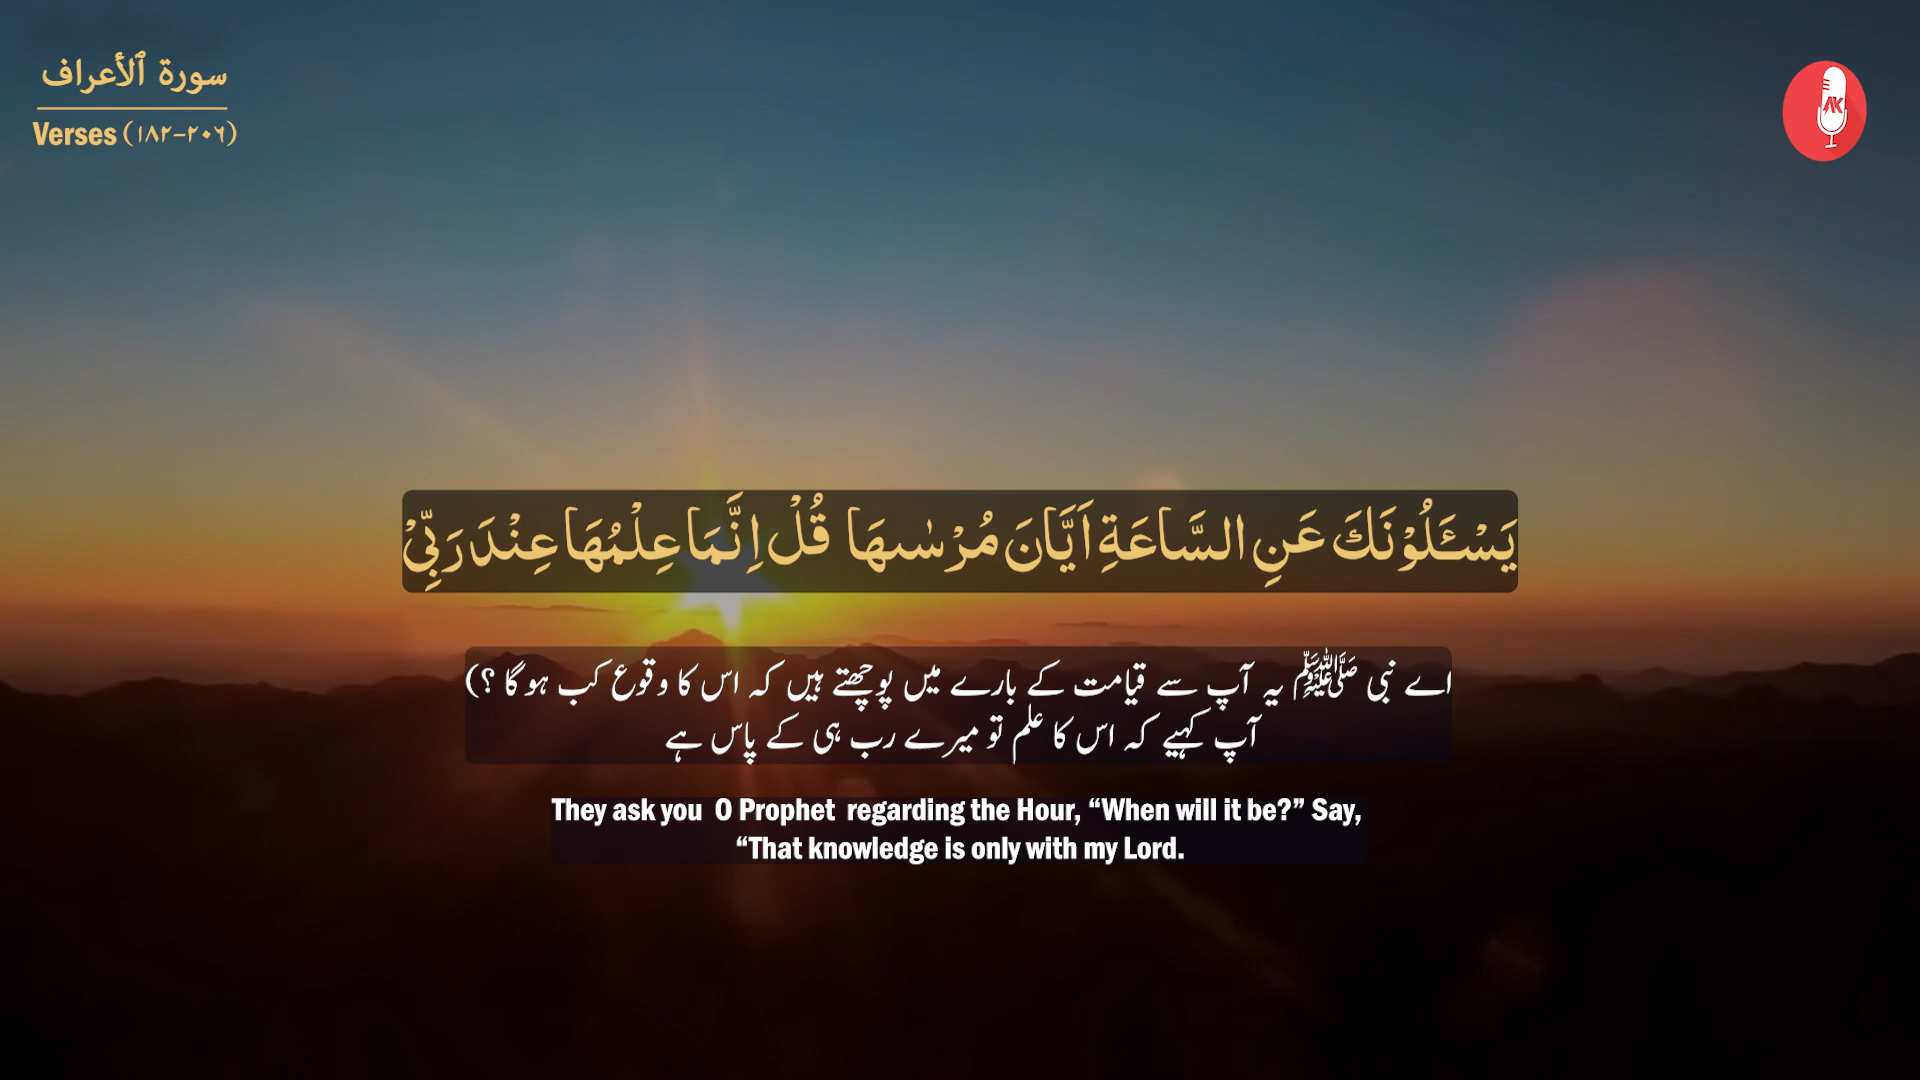 سورة ٱلأعراف
Verses (١٨٢-٢٠٦)
AK
يَسْـَٔلُوْنَكَ عَنِ السَّاعَةِ اَيَّانَ مُرْسٰىهَا قُلْ اِنَّمَا عِلْمُهَا عِنْدَ رَبِّىْ
اے نبی ﷺ یہ آپ سے قیامت کے بارے میں پوچھتے ہیں کہ اس کا وقوع کب ہو گا ؟)
آپ کہیے کہ اس کا علم تو میرے رب ہی کے پاس ہے
They ask you  O Prophet  regarding the Hour, “When will it be?” Say,
“That knowledge is only with my Lord.